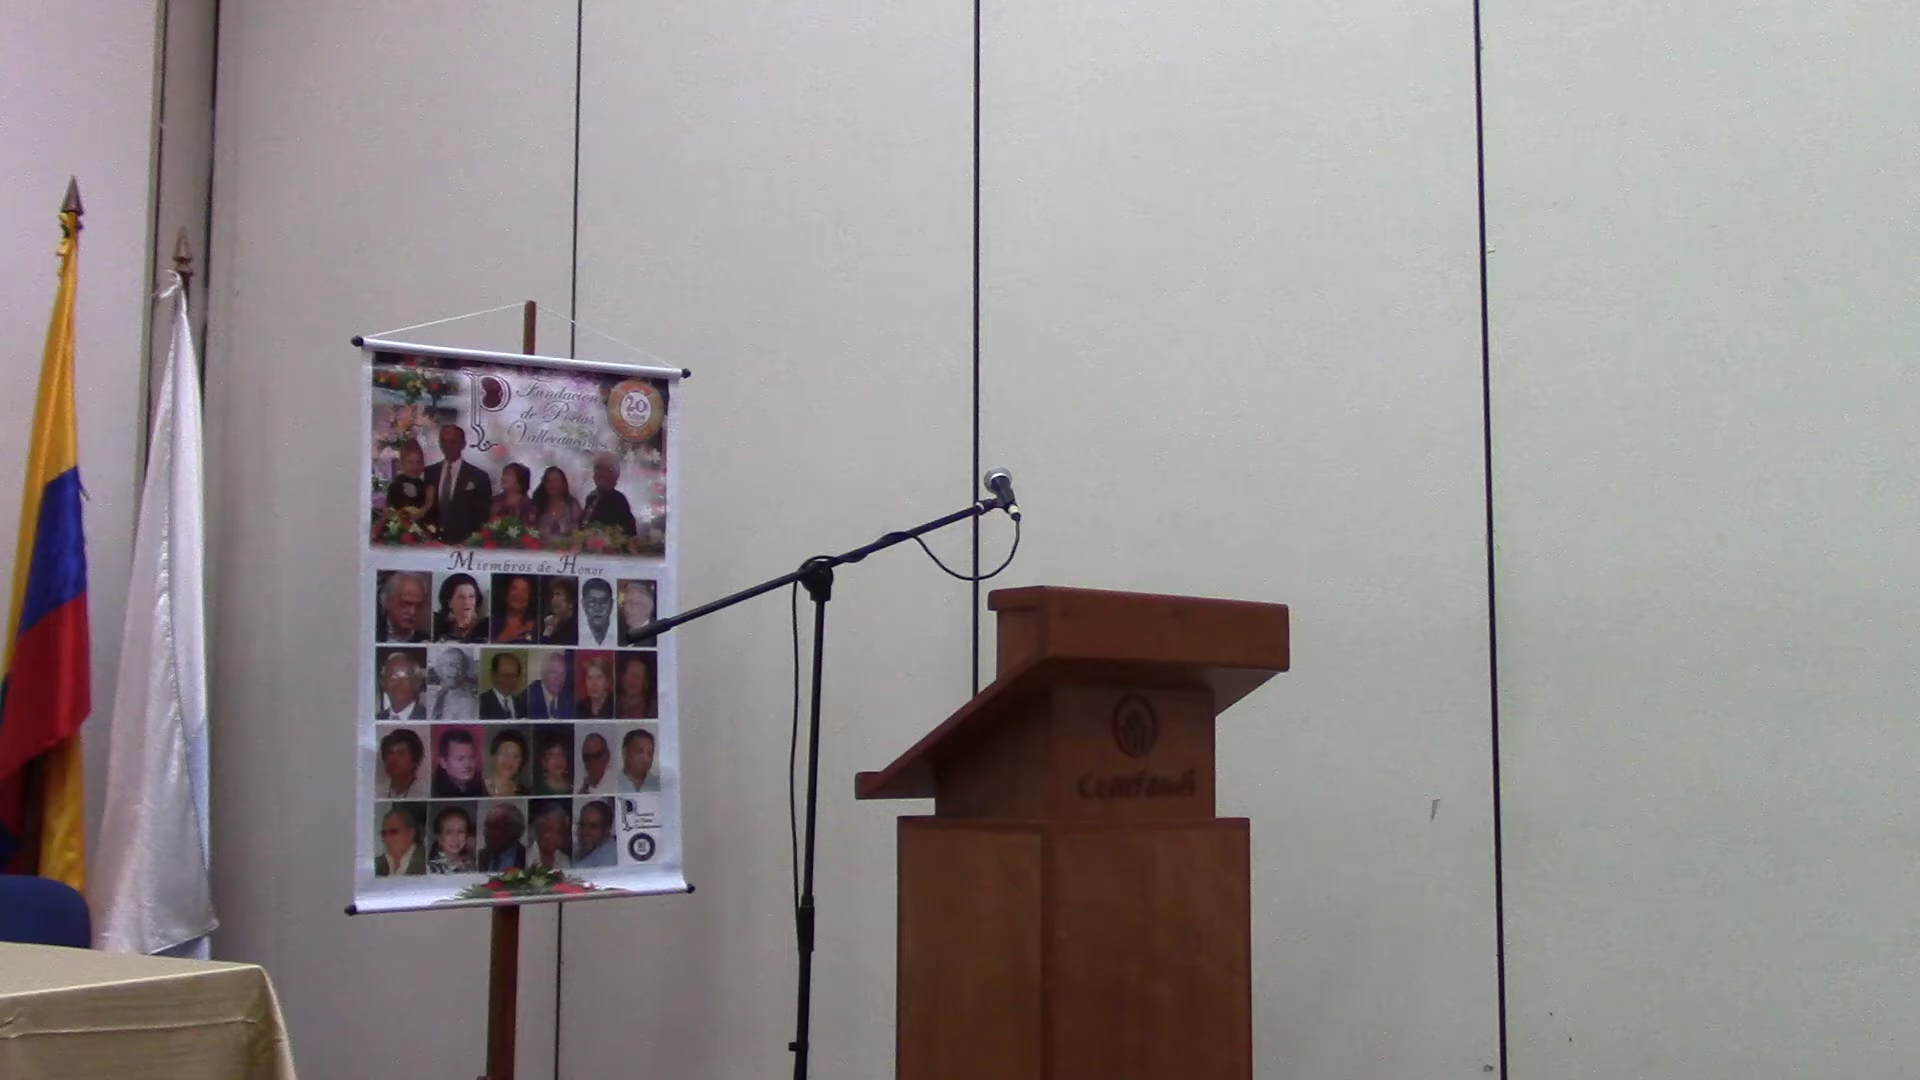 Fundación
de Poetas
Vallecaucanos
20
Miembros de Honor
Comfandi